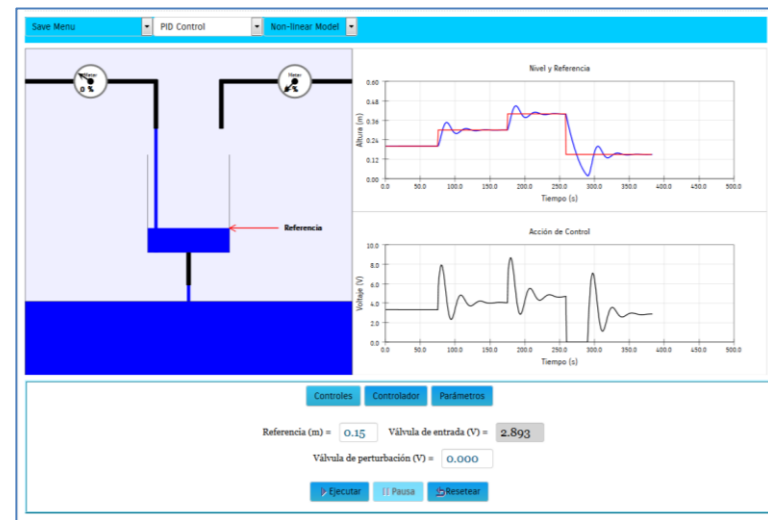 Save Menu PID Control Non-linear Model
Meter
0 %
Meter
%
Referencia
Nivel y Referencia
Altura (m)
0.60
0.48
0.36
0.24
0.12
0.00
0.0 50.0 100.0 150.0 200.0 250.0 300.0 350.0 400.0 450.0 500.0
Tiempo (s)
Acción de Control
Voltaje (V)
10.0
8.0
6.0
4.0
2.0
0.0
0.0 50.0 100.0 150.0 200.0 250.0 300.0 350.0 400.0 450.0 500.0
Tiempo (s)
Controles Controlador Parámetros
Referencia (m) = 0.15 Válvula de entrada (V) = 2.893
Válvula de perturbación (V) = 0.000
Ejecutar Pausa Resetear